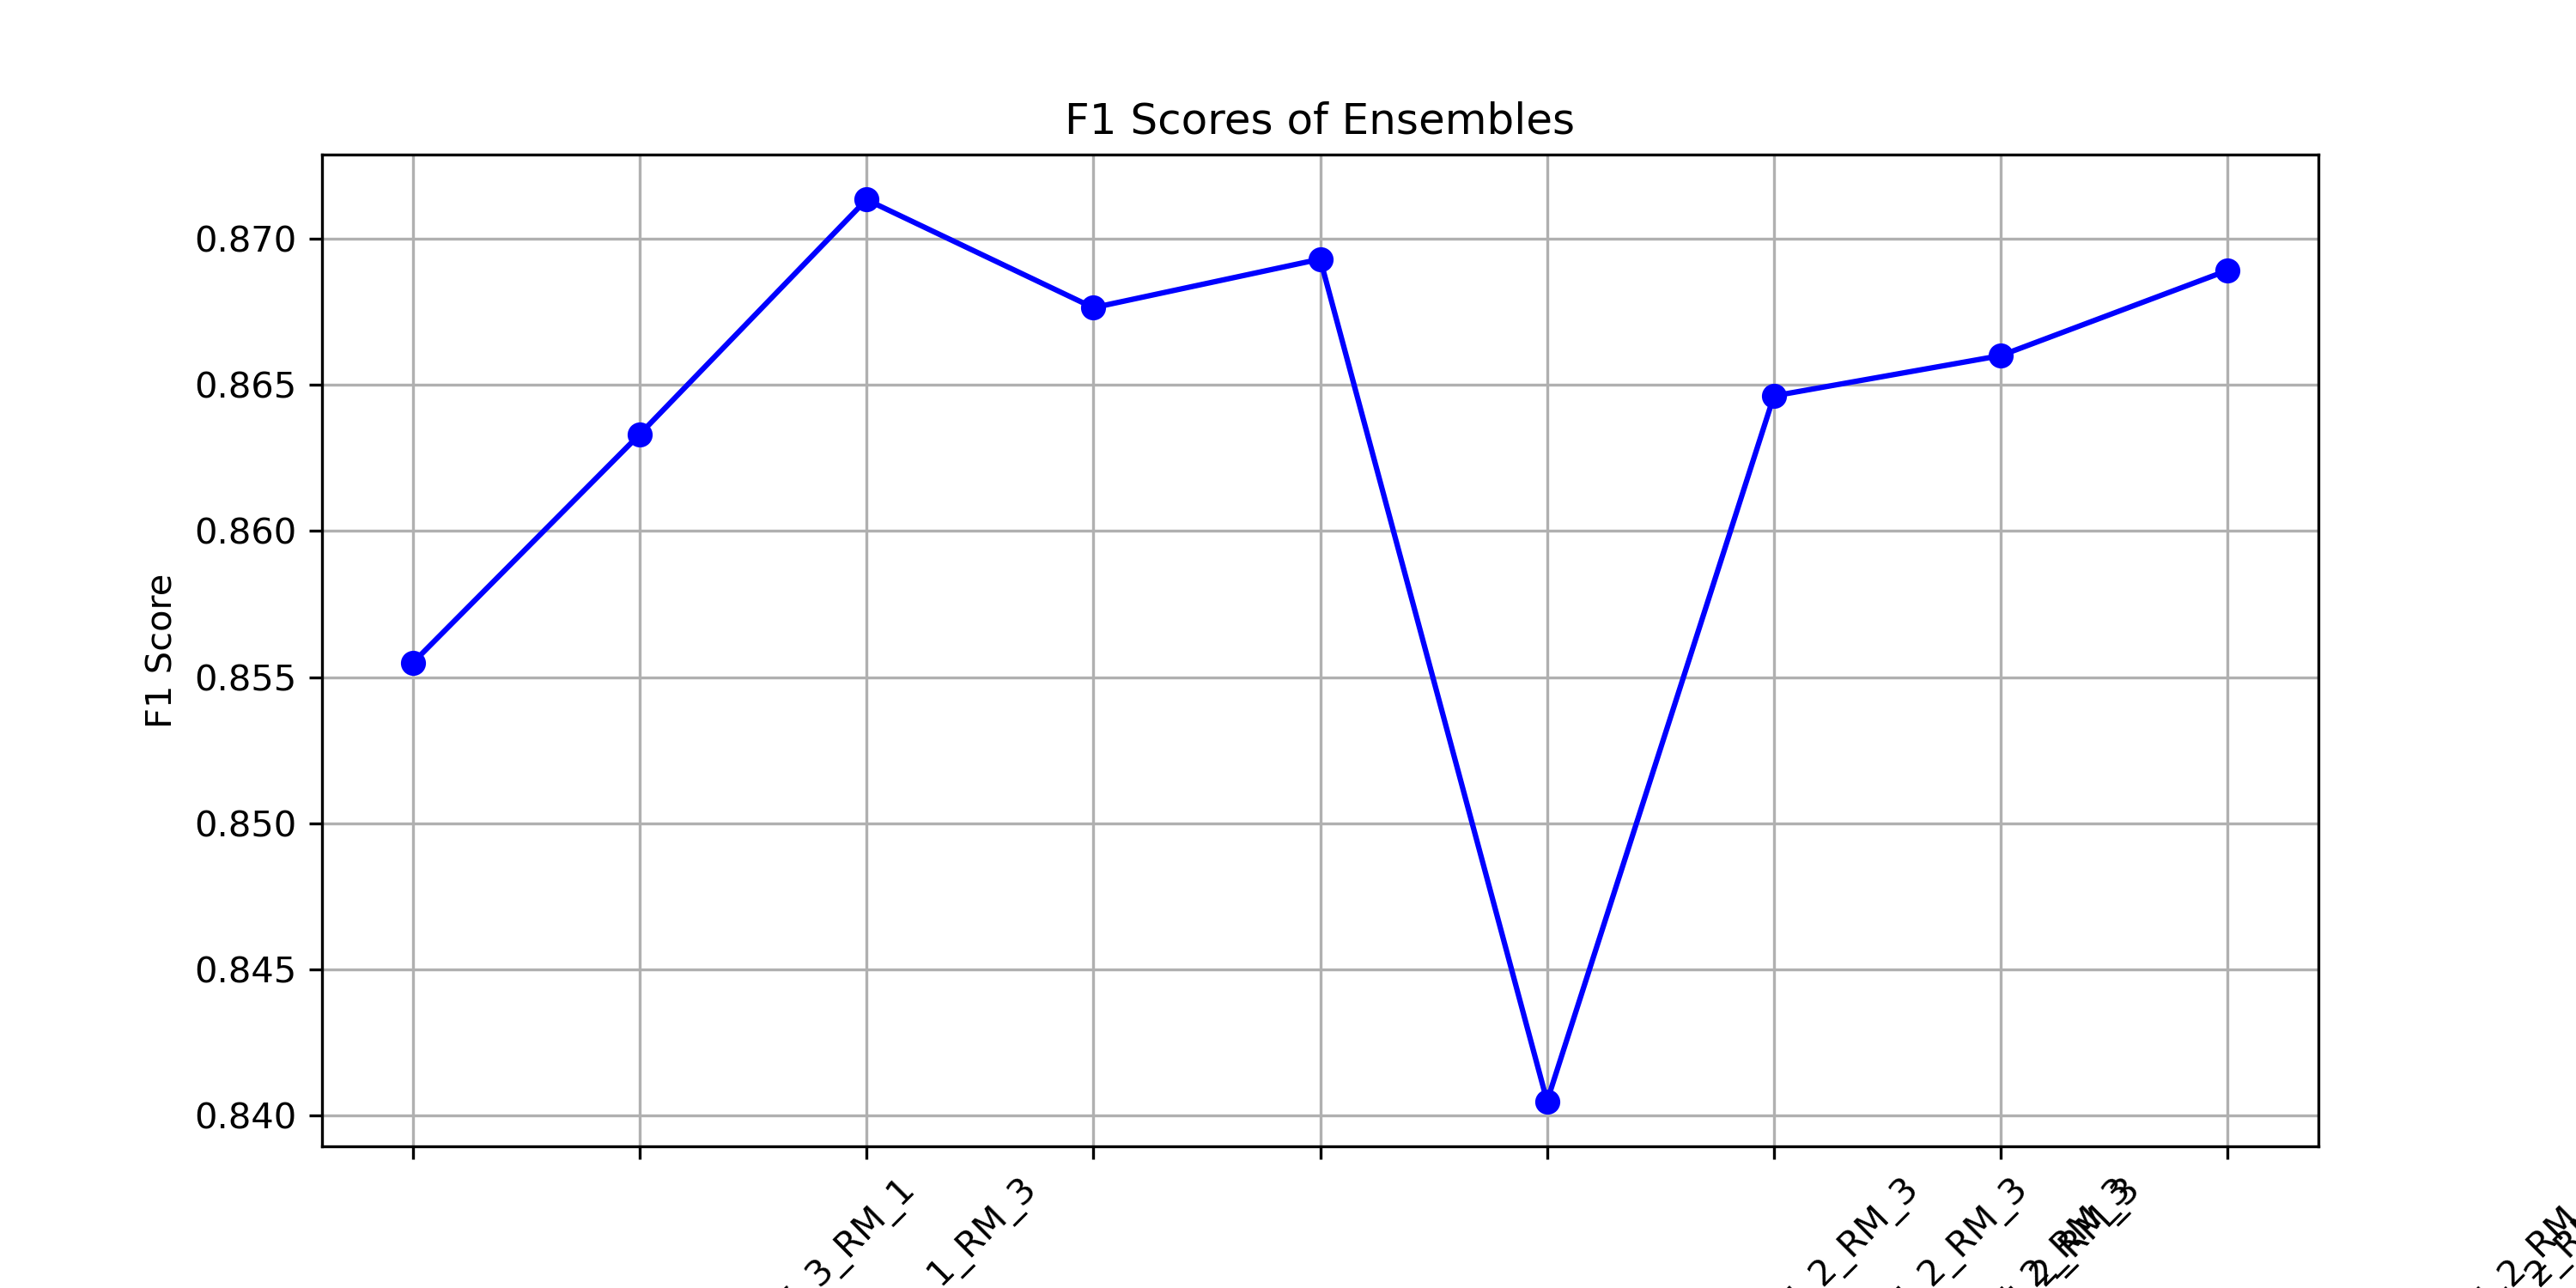 F1 Scores of Ensembles
0.870
0.865
0.860
0.855
0.850
0.845
0.840
F1 Score
3_RM_1
1_RM_3
2_RM_3
2_RM_3